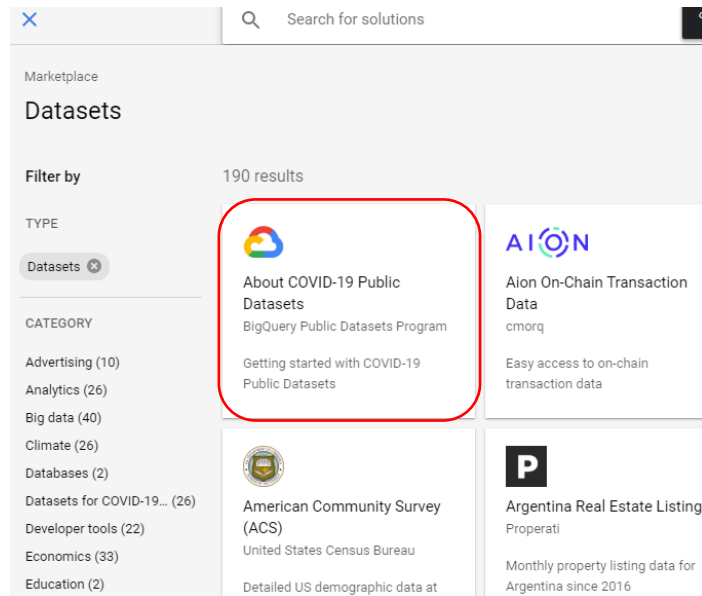 Search for solutions
Marketplace
Datasets
Filter by
190 results
TYPE
Datasets
CATEGORY
Advertising (10)
Analytics (26)
Big data (40)
Climate (26)
Databases (2)
Datasets for COVID-19... (26)
Developer tools (22)
Economics (33)
Education (2)
About COVID-19 Public
Datasets
BigQuery Public Datasets Program
Getting started with COVID-19
Public Datasets
AION
Aion On-Chain Transaction
Data
cmorq
Easy access to on-chain
transaction data
American Community Survey
(ACS)
United States Census Bureau
Detailed US demographic data at
P
Argentina Real Estate Listing
Properati
Monthly property listing data for
Argentina since 2016